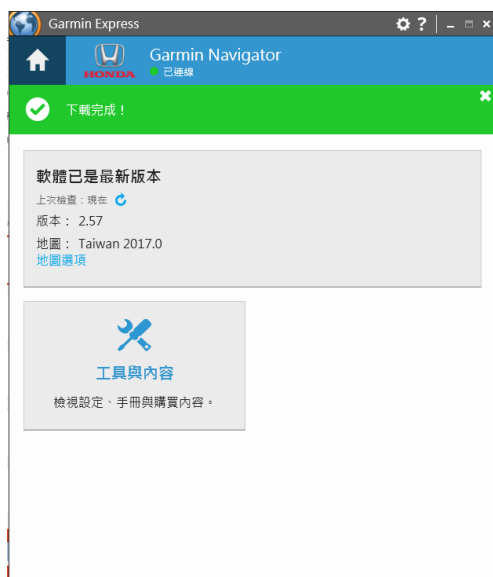 Garmin Express
?
HONDA
Garmin Navigator
已連線
下載完成！
軟體已是最新版本
上次檢查：現在
版本： 2.57
地圖： Taiwan 2017.0
地圖選項
工具與內容
檢視設定、手冊與購買內容。